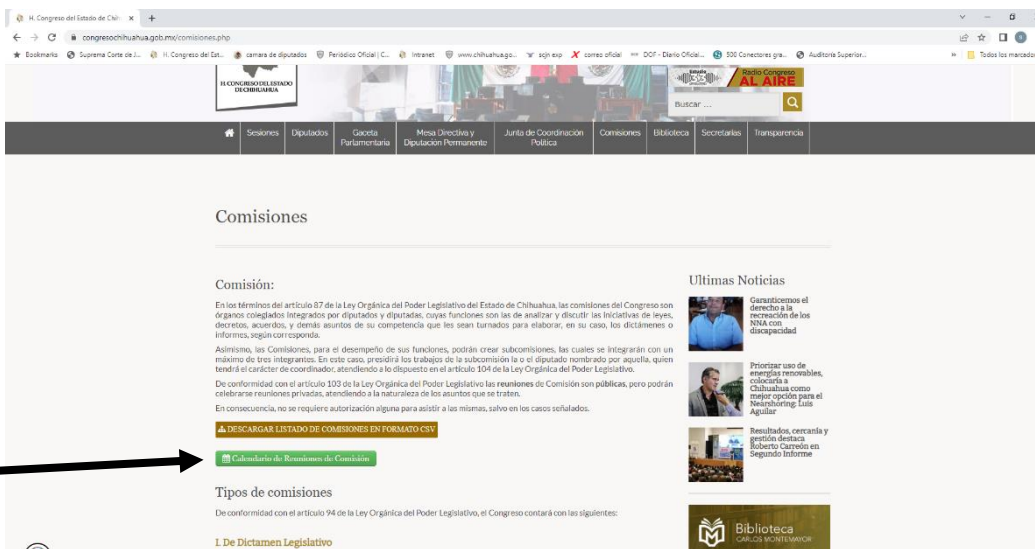 H. Congreso del Estado de Chih
congresochihuahua.gob.mx/comisiones.php
Bookmarks Suprema Corte de J... H. Congreso del Est... camara de diputados Periódico Oficial | C... Intranet www.chihuahua.go... scjn exp correo oficial DOF - Diario Oficial... 500 Conectores gra... Auditoría Superior... » Todos los marcado
H. CONGRESO DEL ESTADO
DE CHIHUAHUA
Radio Congreso
AL AIRE
Buscar ...
Sesiones Diputados Gaceta Parlamentaria Mesa Directiva y Diputación Permanente Junta de Coordinación Política Comisiones Biblioteca Secretarías Transparencia
Comisiones
Comisión:
En los términos del artículo 87 de la Ley Orgánica del Poder Legislativo del Estado de Chihuahua, las comisiones del Congreso son
órganos colegiados integrados por diputados y diputadas, cuyas funciones son las de analizar y discutir las iniciativas de leyes,
decretos, acuerdos, y demás asuntos de su competencia que les sean turnados para elaborar, en su caso, los dictámenes o
informes, según corresponda.
Asimismo, las Comisiones, para el desempeño de sus funciones, podrán crear subcomisiones, las cuales se integrarán con un
máximo de tres integrantes. En este caso, presidirá los trabajos de la subcomisión la o el diputado nombrado por aquella, quien
tendrá el carácter de coordinador, atendiendo a lo dispuesto en el artículo 104 de la Ley Orgánica del Poder Legislativo.
De conformidad con el artículo 103 de la Ley Orgánica del Poder Legislativo las reuniones de Comisión son públicas, pero podrán
celebrarse reuniones privadas, atendiendo a la naturaleza de los asuntos que se traten.
En consecuencia, no se requiere autorización alguna para asistir a las mismas, salvo en los casos señalados.
DESCARGAR LISTADO DE COMISIONES EN FORMATO CSV
Calendario de Reuniones de Comisión
Tipos de comisiones
De conformidad con el artículo 94 de la Ley Orgánica del Poder Legislativo, el Congreso contará con las siguientes:
I. De Dictamen Legislativo
Ultimas Noticias
Garanticemos el
derecho a la
recreación de los
NNA con
discapacidad
Priorizar uso de
energías renovables,
colocaría a
Chihuahua como
mejor opción para el
Nearshoring: Luis
Aguilar
Resultados, cercanía y
gestión destaca
Roberto Carreón en
Segundo Informe
Biblioteca
CARLOS MONTEMAYOR